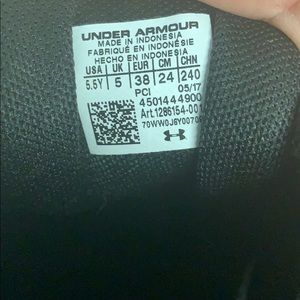 UNDER ARMOUR
MADE IN INDONESIA
FABRIQUÉ EN INDONÉSIE
HECHO EN INDONESIA
USA UK EUR CM CHN
5.5Y 5 38 24 240
PCI 05/17
4501444900
Art.1286154-001